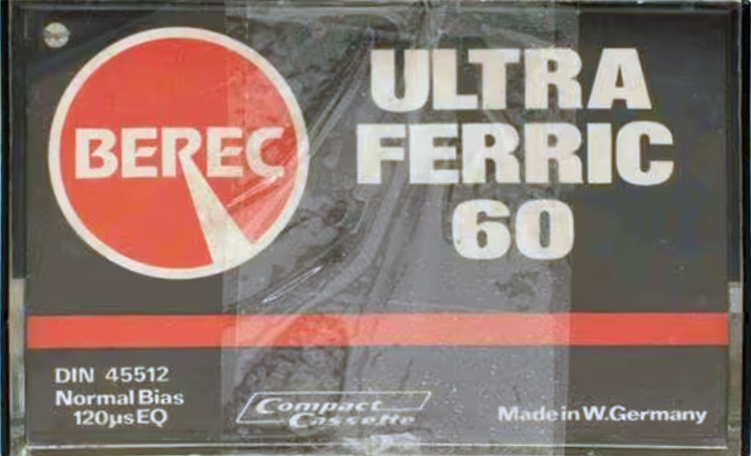 BEREC
ULTRA
FERRIC
60
DIN 45512
Normal Bias
120µs EQ
Compact
Cassette
Made in W.Germany